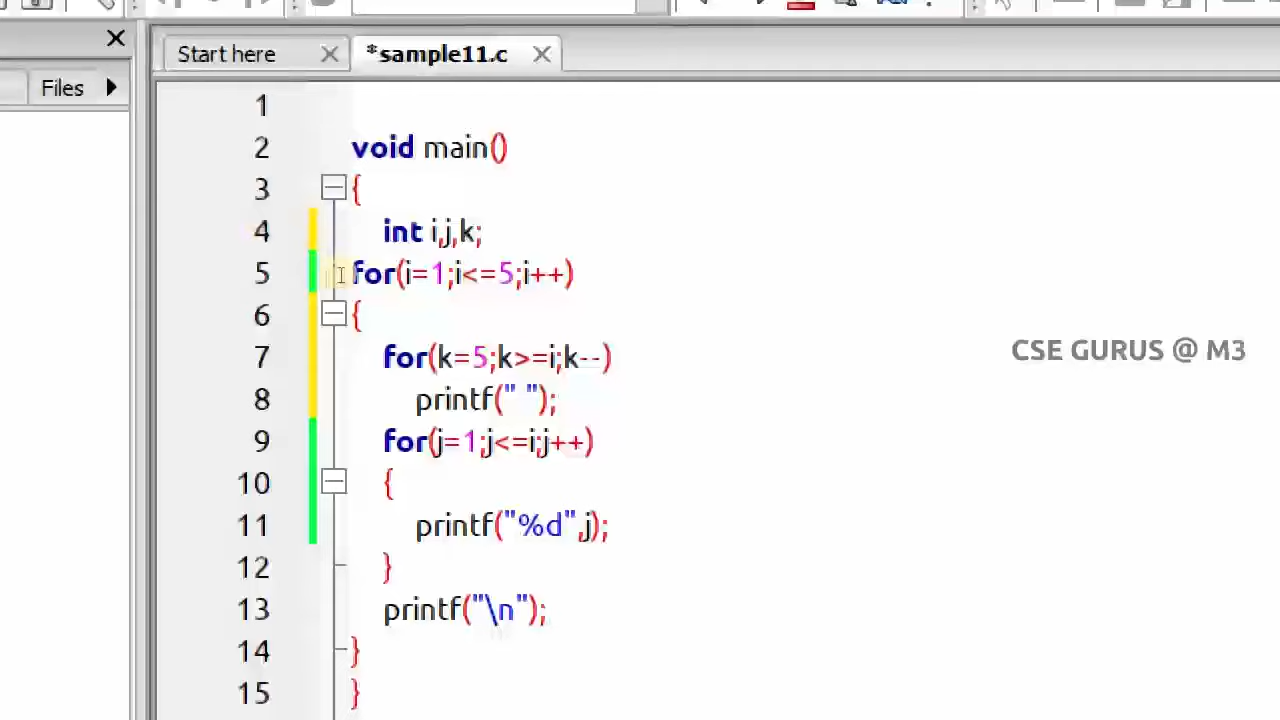 Start here
*sample11.c
Files
1
2 void main()
3 {
4 int i,j,k;
5 for(i=1;i<=5;i++)
6 {
7 for(k=5;k>=i;k--)
8 printf(" ");
9 for(j=1;j<=i;j++)
10 {
11 printf("%d",j);
12 }
13 printf("\n");
14 }
15 }
CSE GURUS @ M3